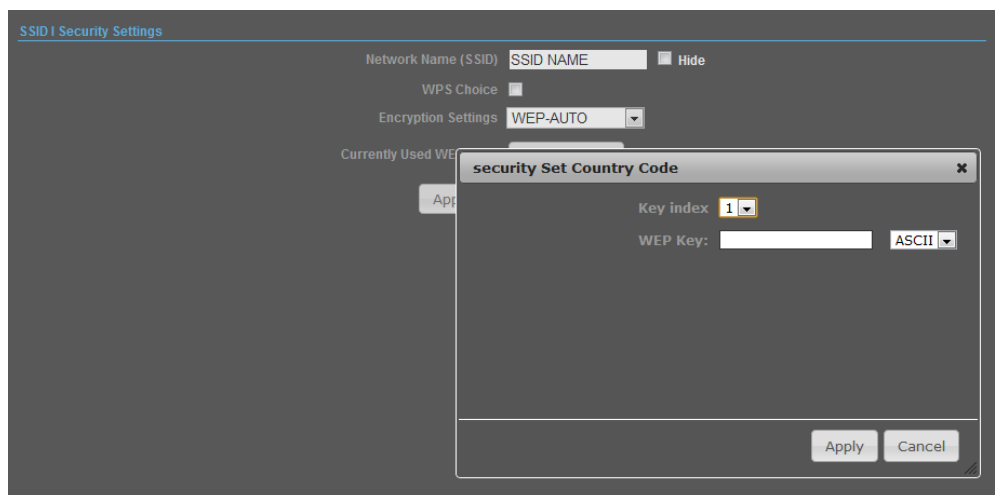 SSID I Security Settings
Network Name (SSID) SSID NAME Hide
WPS Choice
Encryption Settings WEP-AUTO
Currently Used WE
App
security Set Country Code
Key index 1
WEP Key: ASCII
Apply Cancel